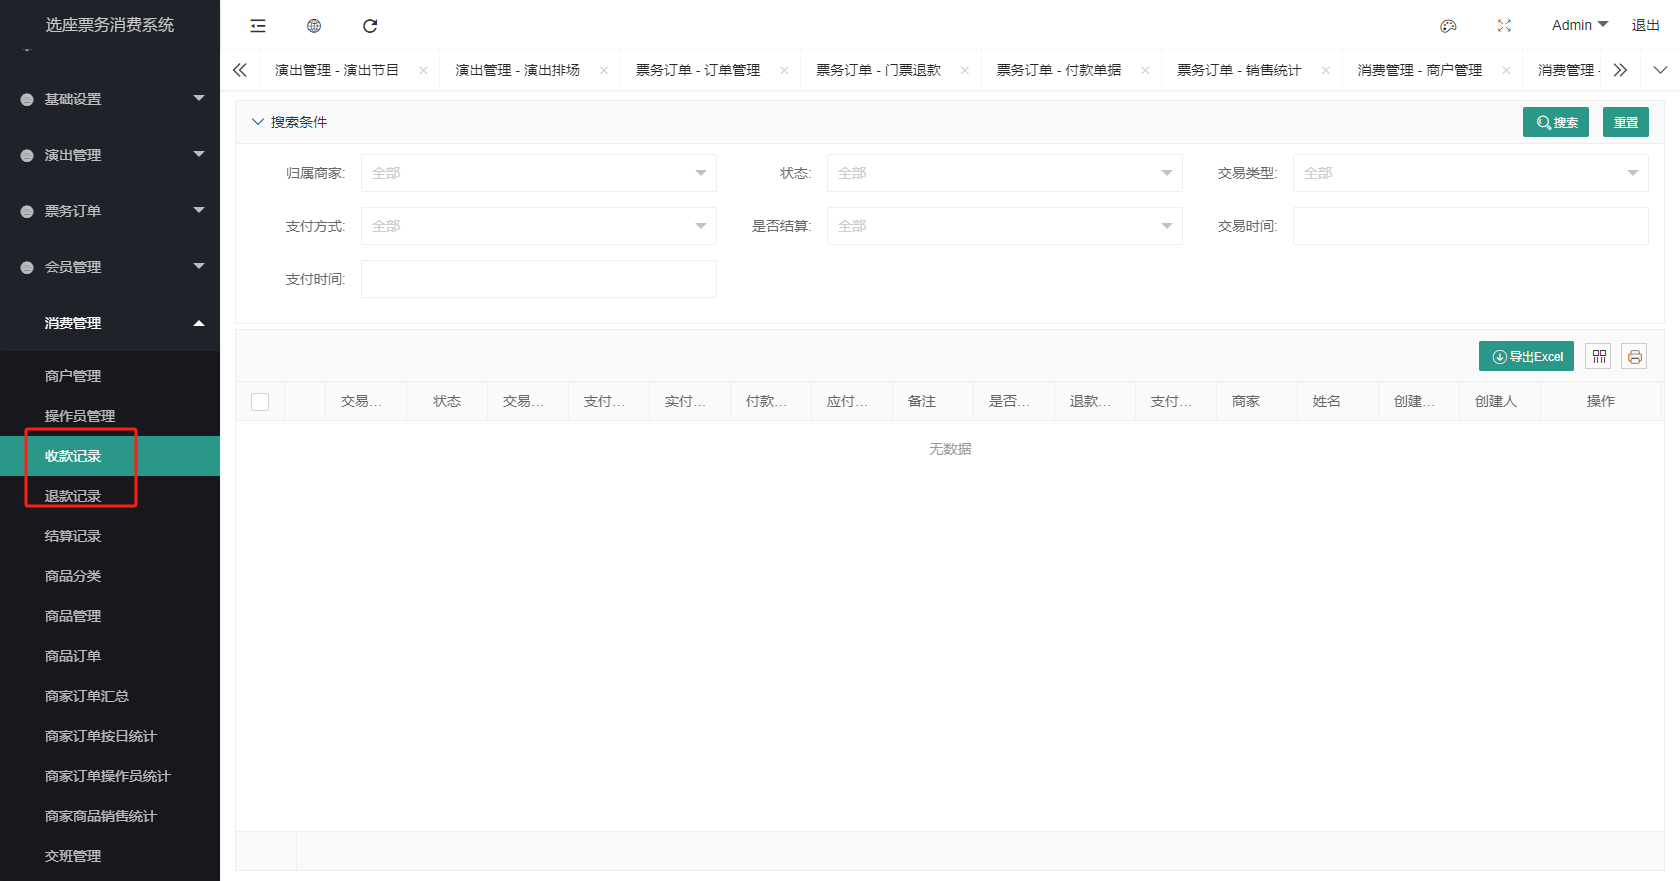 选座票务消费系统
Admin
退出
演出管理 - 演出节目
演出管理 - 演出排场
票务订单 - 订单管理
票务订单 - 门票退款
票务订单 - 付款单据
票务订单 - 销售统计
消费管理 - 商户管理
消费管理 -
基础设置
演出管理
票务订单
会员管理
消费管理
商户管理
操作员管理
收款记录
退款记录
结算记录
商品分类
商品管理
商品订单
商家订单汇总
商家订单按日统计
商家订单操作员统计
商家商品销售统计
交班管理
搜索条件
搜索
重置
归属商家: 全部
状态: 全部
交易类型: 全部
支付方式: 全部
是否结算: 全部
交易时间:
支付时间:
导出Excel
交易... 状态 交易... 支付... 实付... 付款... 应付... 备注 是否... 退款... 支付... 商家 姓名 创建... 创建人 操作
无数据